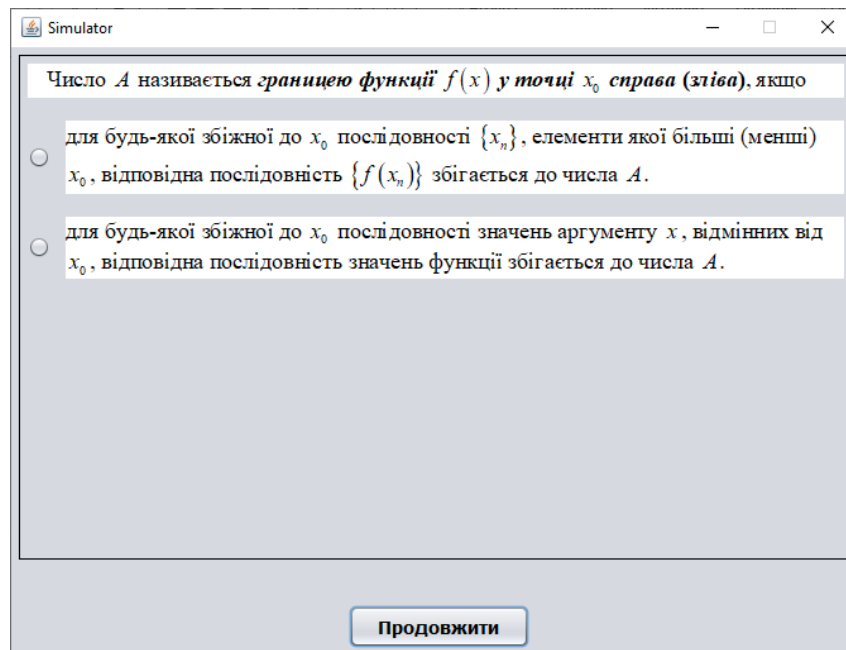 Simulator
Число A називається границею функції f(x) у точці x₀ справа (зліва), якщо
для будь-якої збіжної до x₀ послідовності {xₙ}, елементи якої більші (менші)
x₀, відповідна послідовність {f(xₙ)} збігається до числа A.
для будь-якої збіжної до x₀ послідовності значень аргументу x, відмінних від
x₀, відповідна послідовність значень функції збігається до числа A.
Продовжити